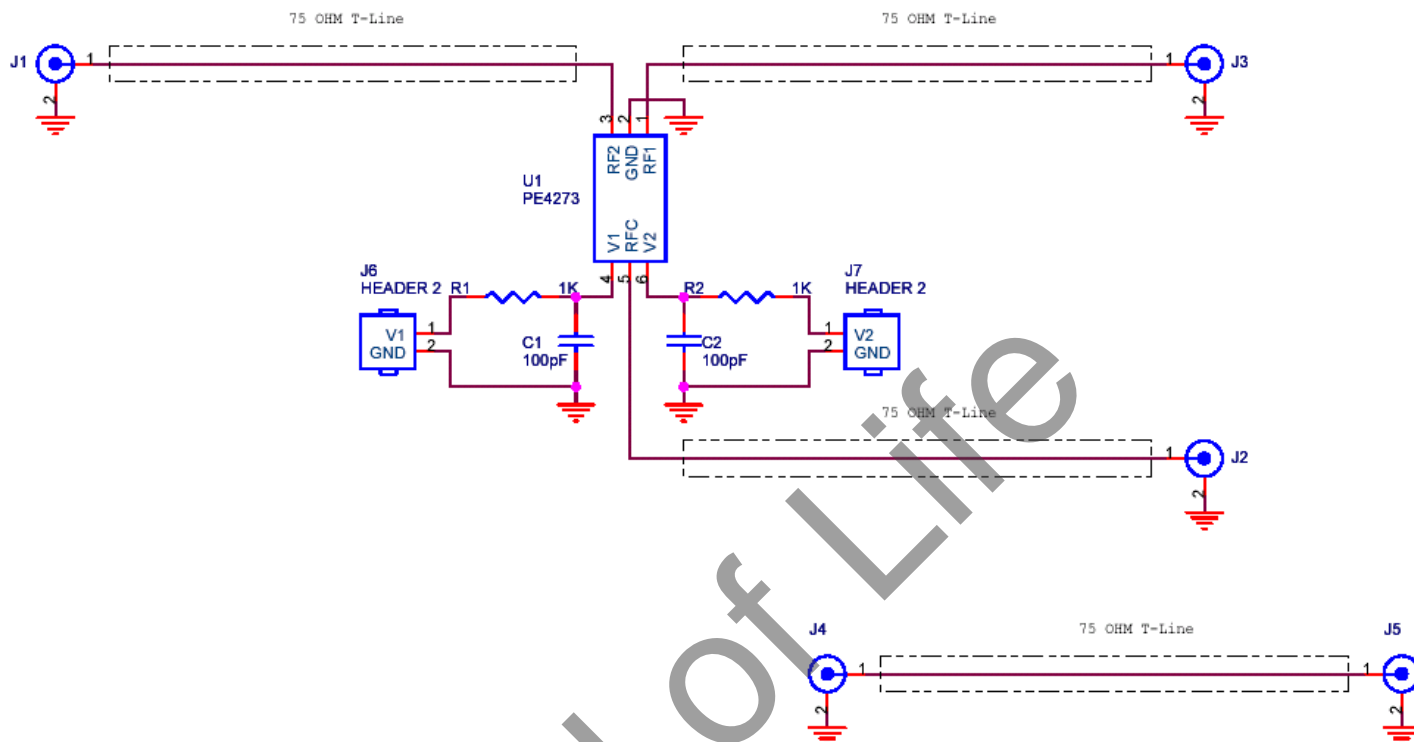 75 OHM T-Line
75 OHM T-Line
J1
1
2
1
J3
2
3
2
1
RF2
GND
RF1
U1
PE4273
V1
RFC
V2
4
5
6
J6
HEADER 2
R1
1K
R2
1K
J7
HEADER 2
V1
GND
1
2
C1
100pF
C2
100pF
1
2
V2
GND
75 OHM T-Line
1
J2
2
of Life
J4
75 OHM T-Line
J5
1
1
2
2